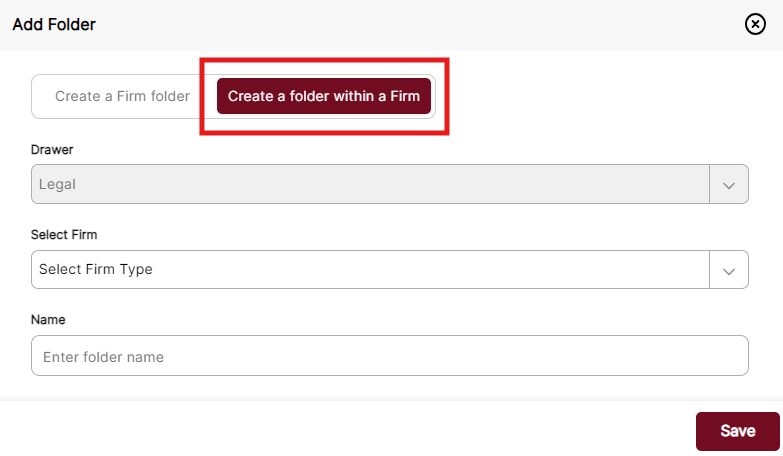 Add Folder
Create a Firm folder
Create a folder within a Firm
Drawer
Legal
Select Firm
Select Firm Type
Name
Enter folder name
Save